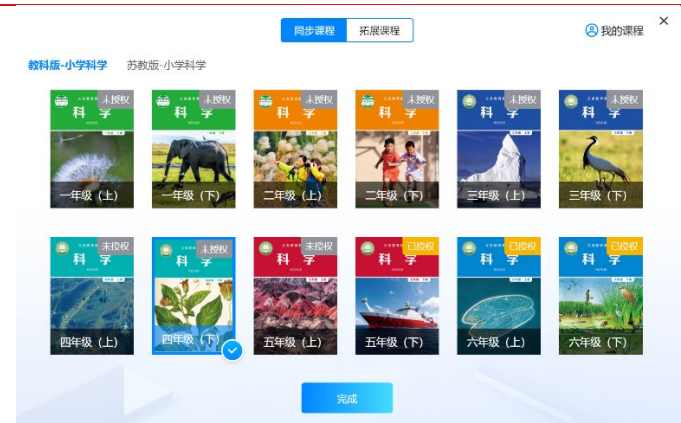 同步课程 拓展课程 我的课程
教科版-小学科学 苏教版-小学科学
未授权 未授权 未授权 未授权 未授权 未授权
科学 科学 科学 科学 科学 科学
一年级（上） 一年级（下） 二年级（上） 二年级（下） 三年级（上） 三年级（下）
未授权 未授权 未授权 已授权 已授权 已授权
科学 科学 科学 科学 科学 科学
四年级（上） 四年级（下） 五年级（上） 五年级（下） 六年级（上） 六年级（下）
完成